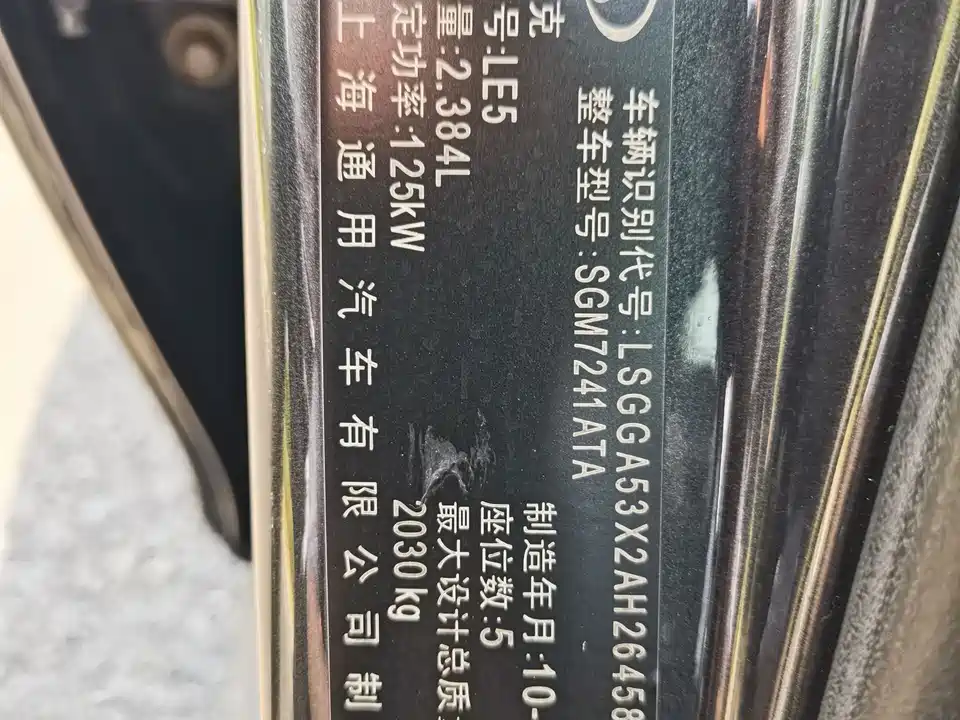 克
车辆识别代号:LSGGA53X2AH26458
整车型号:SGM7241ATA
号:LE5
制造年月:10-
量:2.384L
座位数:5
定功率:125kW
最大设计总质
2030kg
上海通用汽车有限公司制